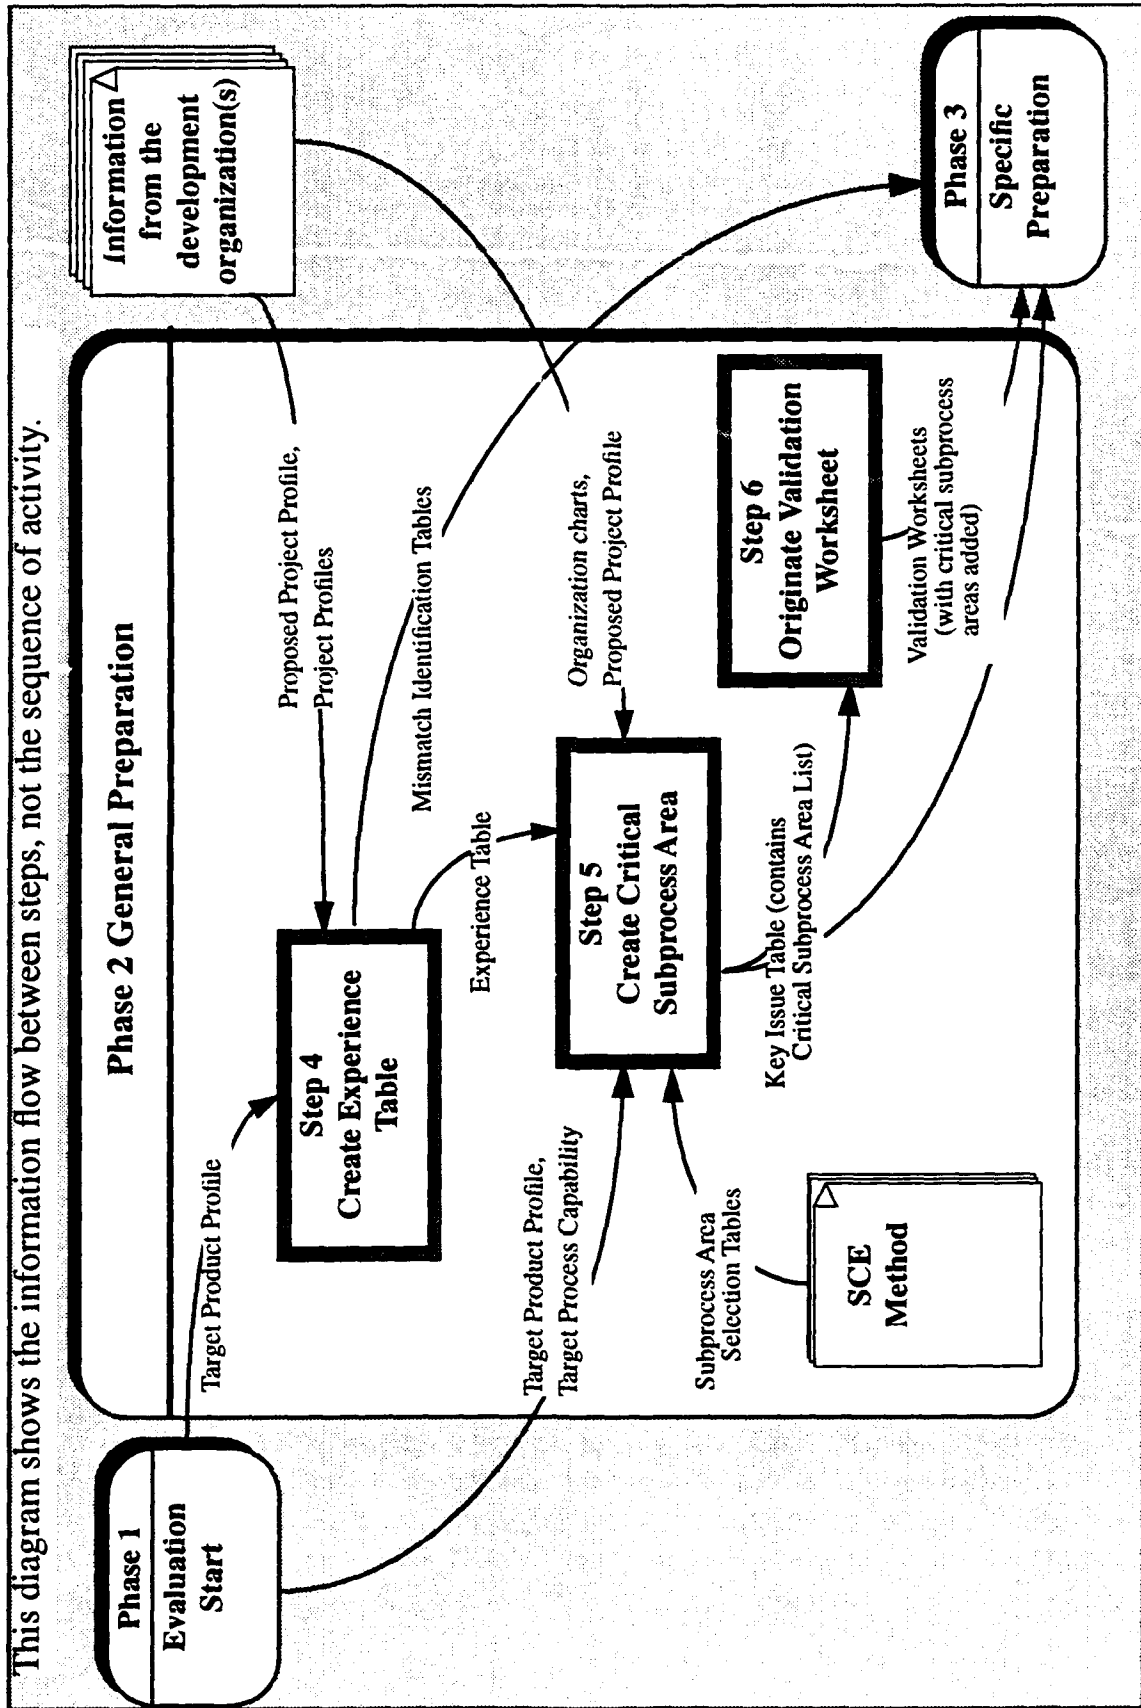 This diagram shows the information flow between steps, not the sequence of activity.
Phase 1
Evaluation
Start
Phase 2 General Preparation
Information
from the
development
organization(s)
Target Product Profile
Step 4
Create Experience
Table
Proposed Project Profile,
Project Profiles
Mismatch Identification Tables
Experience Table
Target Product Profile,
Target Process Capability
Step 5
Create Critical
Subprocess Area
Organization charts,
Proposed Project Profile
Subprocess Area
Selection Tables
SCE
Method
Key Issue Table (contains
Critical Subprocess Area List)
Step 6
Originate Validation
Worksheet
Validation Worksheets
(with critical subprocess
areas added)
Phase 3
Specific
Preparation